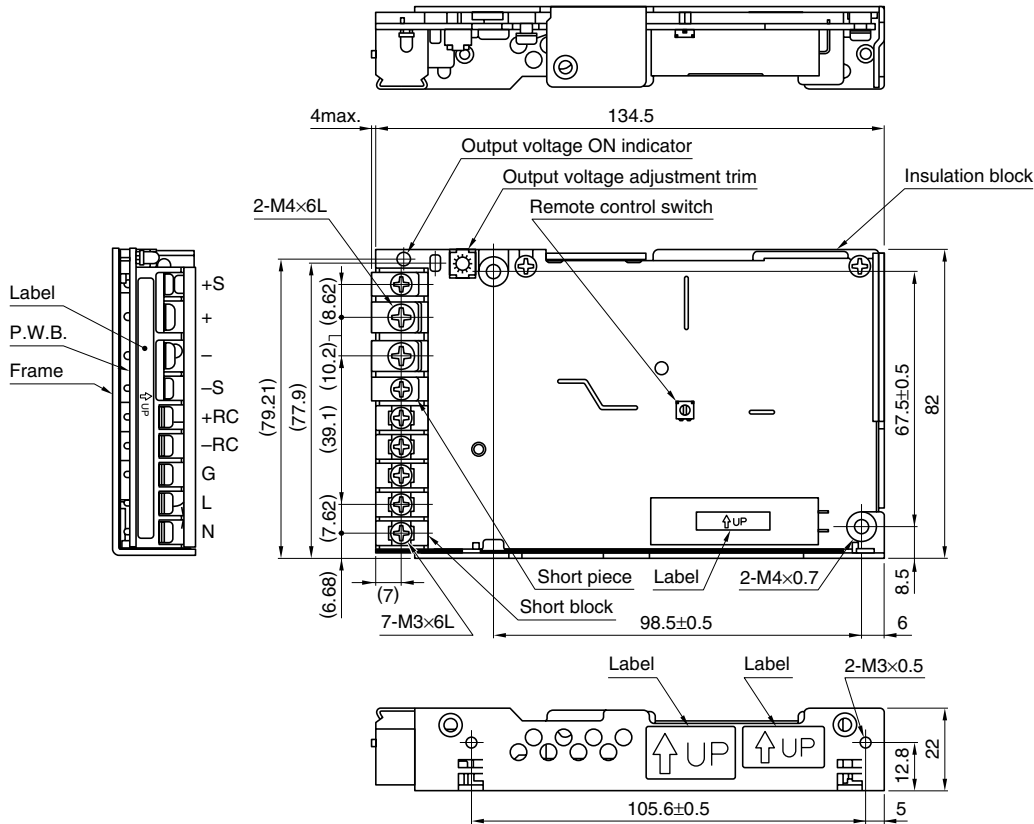 4max.
134.5
Output voltage ON indicator
Output voltage adjustment trim
Insulation block
Remote control switch
2-M4×6L
Label
P.W.B.
Frame
UP
+S
+
–
–S
+RC
–RC
G
L
N
(79.21)
(77.9)
(8.62)
(10.2)
(39.1)
(7.62)
(6.68)
(7)
67.5±0.5
82
8.5
UP
Short piece
Label
2-M4×0.7
Short block
7-M3×6L
98.5±0.5
6
Label
Label
2-M3×0.5
UP
UP
12.8
22
105.6±0.5
5